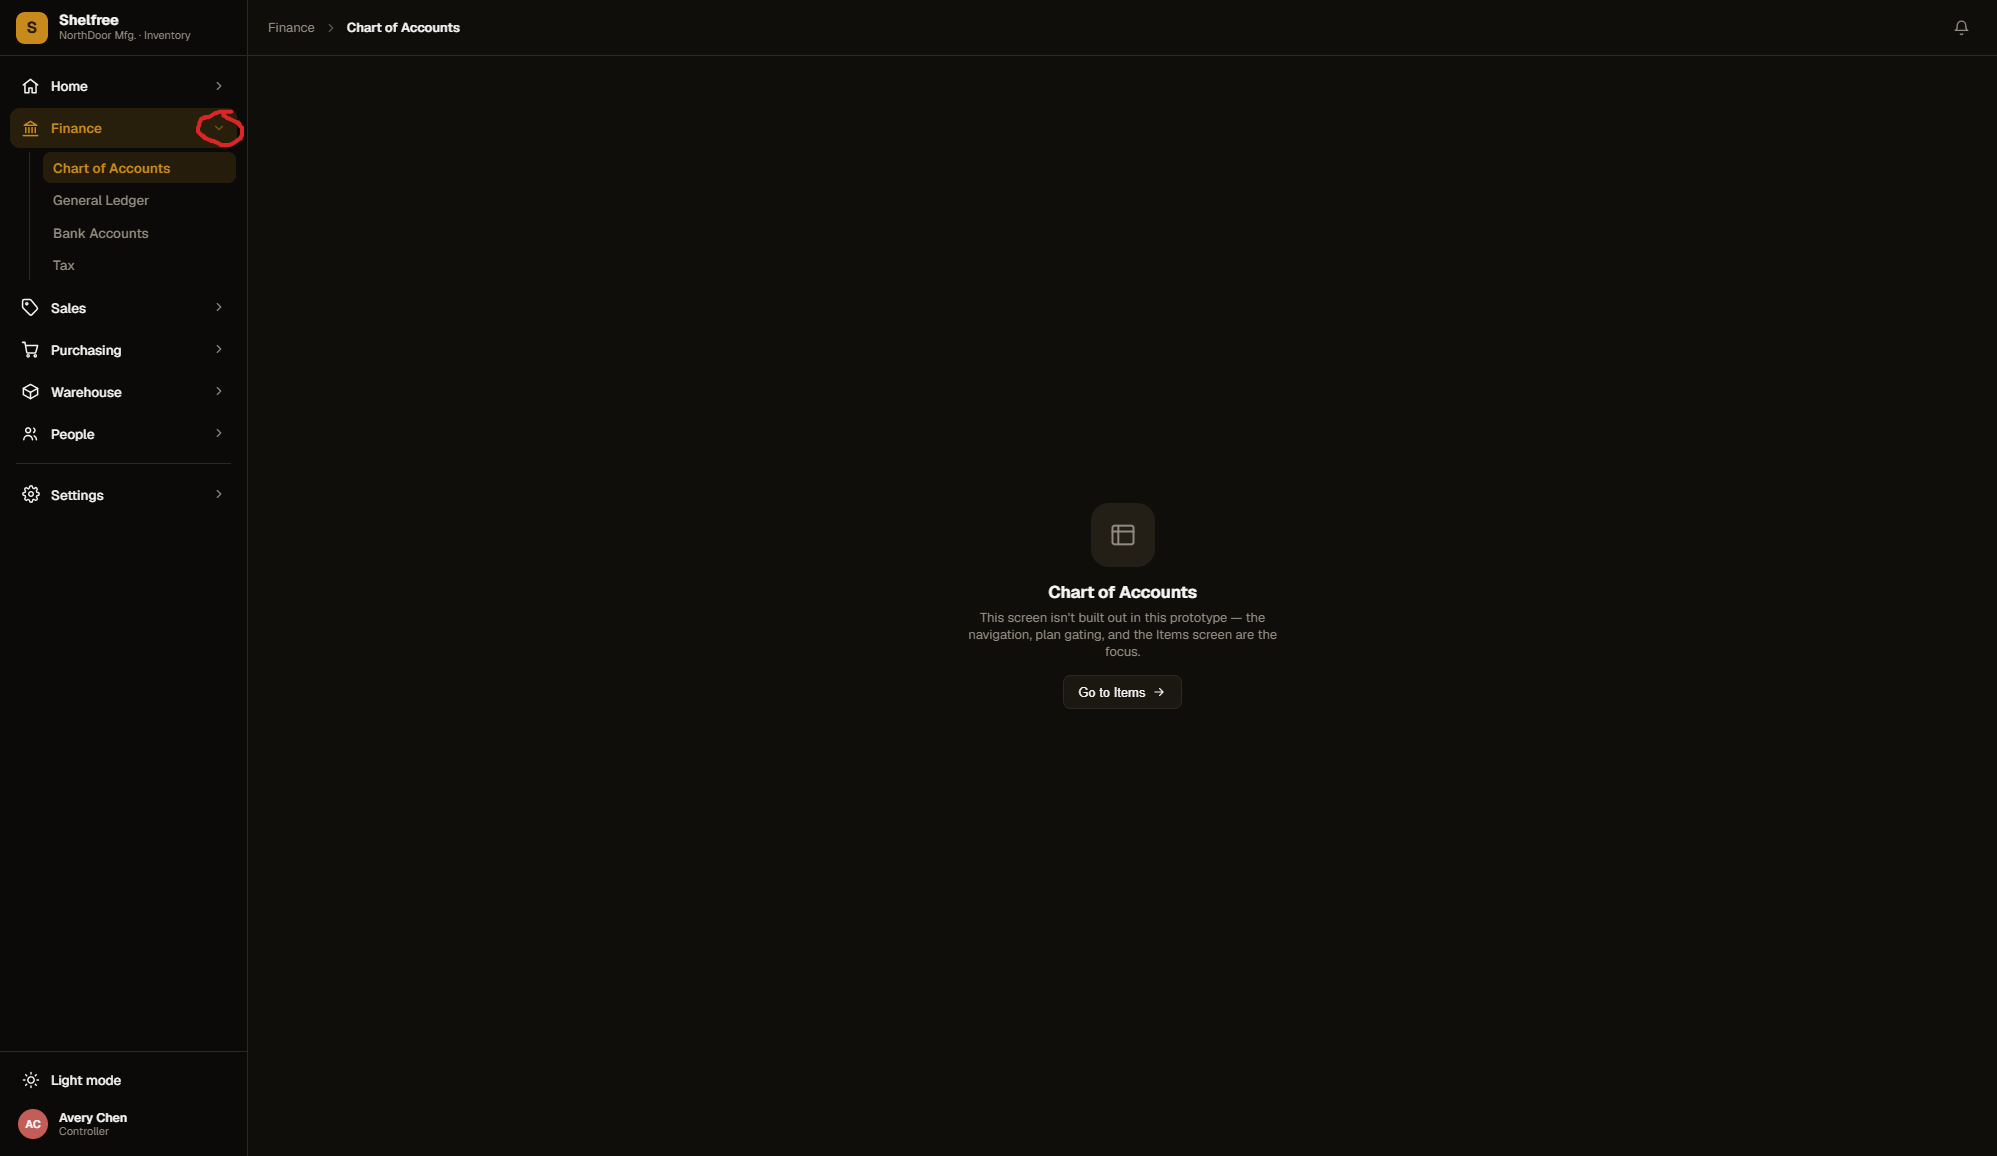 S
Shelfree
NorthDoor Mfg. · Inventory
Finance > Chart of Accounts
Home
Finance
Chart of Accounts
General Ledger
Bank Accounts
Tax
Sales
Purchasing
Warehouse
People
Settings
Chart of Accounts
This screen isn't built out in this prototype — the
navigation, plan gating, and the Items screen are the
focus.
Go to Items →
Light mode
AC
Avery Chen
Controller